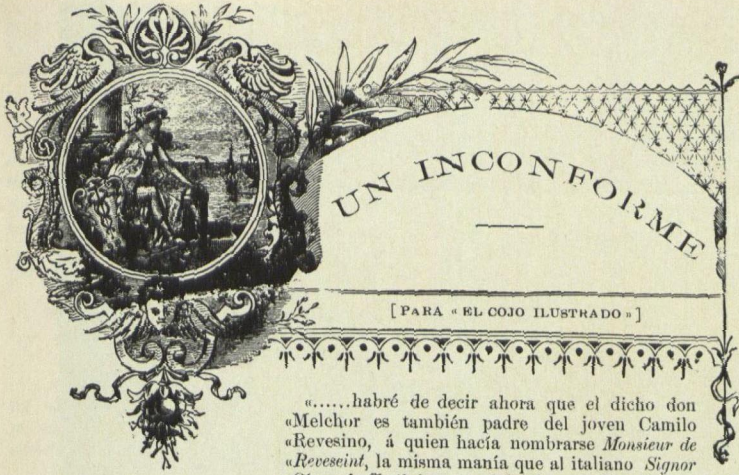 UN INCONFORME
[PARA « EL COJO ILUSTRADO »]
«......habré de decir ahora que el dicho don
«Melchor es también padre del joven Camilo
«Revesino, á quien hacía nombrarse Monsieur de
«Reveseint, la misma manía que al italiano Signor